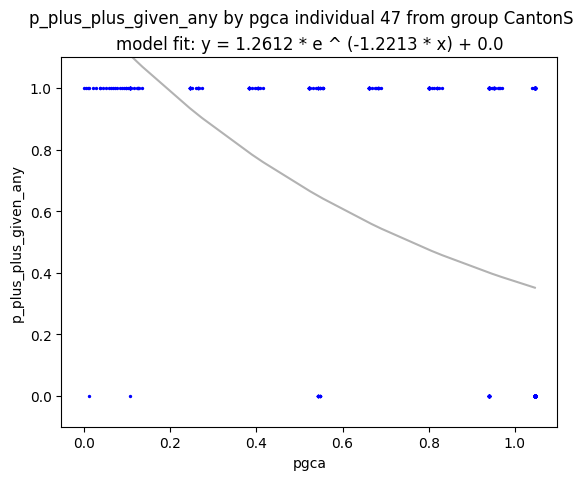 p_plus_plus_given_any by pgca individual 47 from group CantonS
model fit: y = 1.2612 * e ^ (-1.2213 * x) + 0.0
1.0
0.8
0.6
0.4
0.2
0.0
p_plus_plus_given_any
0.0 0.2 0.4 0.6 0.8 1.0
pgca